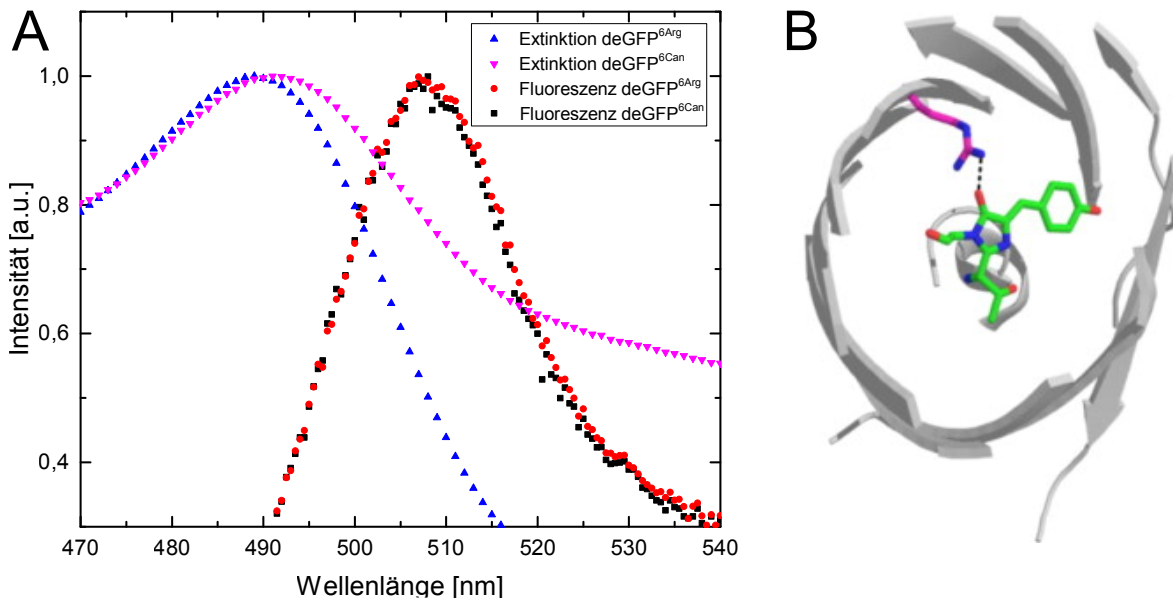 A
B
Extinktion deGFP⁶ᴬʳᵍ
Extinktion deGFP⁶ᶜᵃⁿ
Fluoreszenz deGFP⁶ᴬʳᵍ
Fluoreszenz deGFP⁶ᶜᵃⁿ
1,0
0,8
0,6
0,4
Intensität [a.u.]
470 480 490 500 510 520 530 540
Wellenlänge [nm]